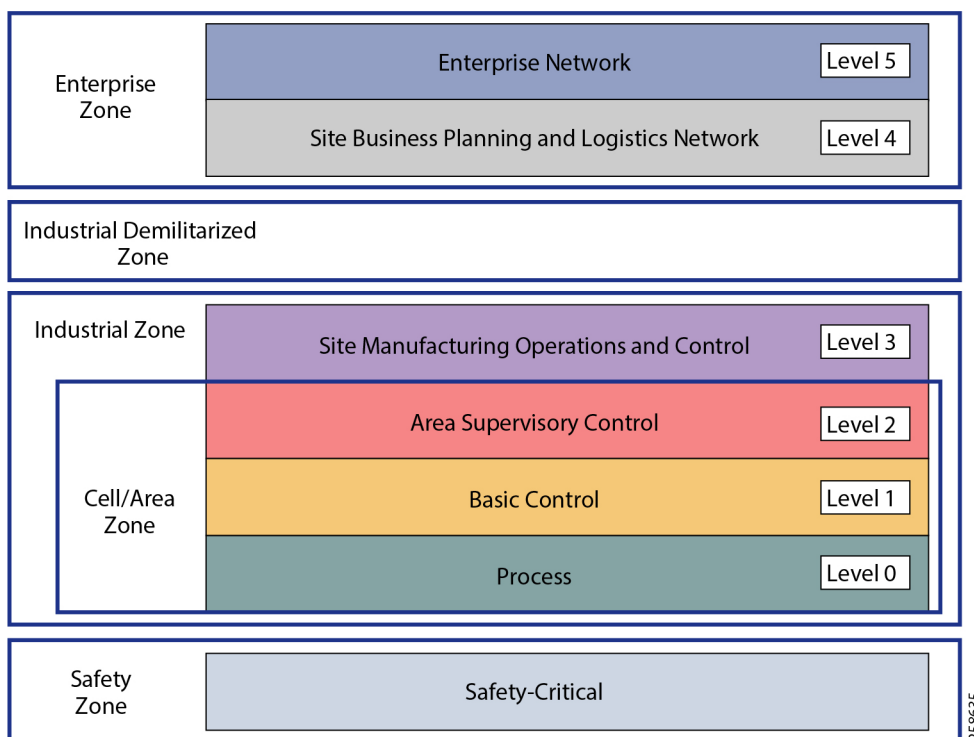 Enterprise
Zone
Enterprise Network
Level 5
Site Business Planning and Logistics Network
Level 4
Industrial Demilitarized
Zone
Industrial Zone
Site Manufacturing Operations and Control
Level 3
Cell/Area
Zone
Area Supervisory Control
Level 2
Basic Control
Level 1
Process
Level 0
Safety
Zone
Safety-Critical